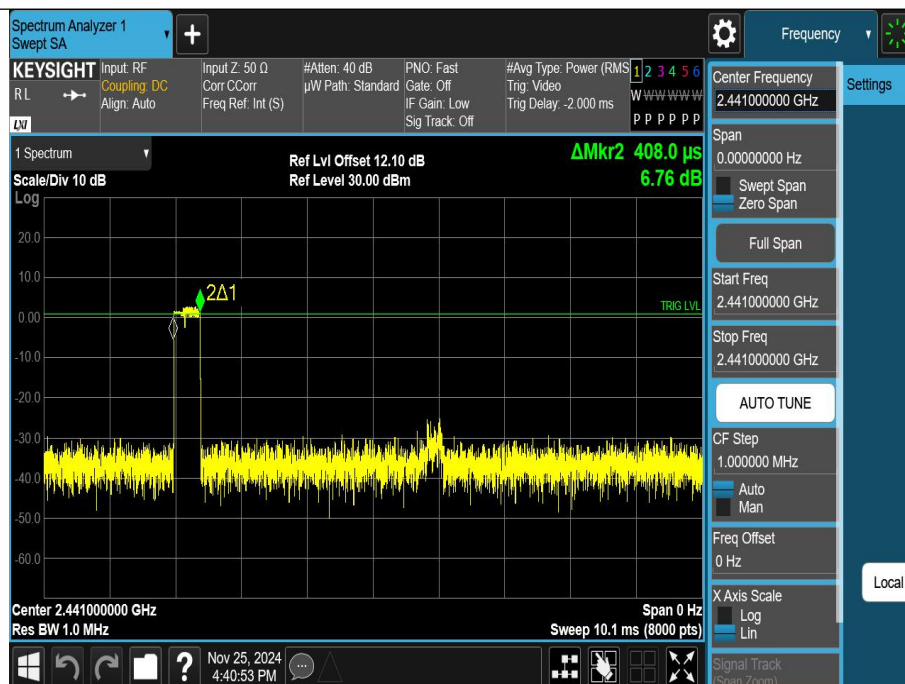 Spectrum Analyzer 1
Swept SA
+
Frequency
KEYSIGHT
RL
LXI
Input: RF
Coupling: DC
Align: Auto
Input Z: 50 Ω
Corr CCorr
Freq Ref: Int (S)
#Atten: 40 dB
µW Path: Standard
PNO: Fast
Gate: Off
IF Gain: Low
Sig Track: Off
#Avg Type: Power (RMS
Trig: Video
Trig Delay: -2.000 ms
1 2 3 4 5 6
W W W W W W
P P P P P P
1 Spectrum
Scale/Div 10 dB
Log
Ref Lvl Offset 12.10 dB
Ref Level 30.00 dBm
ΔMkr2 408.0 µs
6.76 dB
20.0
10.0
0.00
-10.0
-20.0
-30.0
-40.0
-50.0
-60.0
2Δ1
TRIG LVL
Center 2.441000000 GHz
Res BW 1.0 MHz
Span 0 Hz
Sweep 10.1 ms (8000 pts)
?
Nov 25, 2024
4:40:53 PM
Center Frequency
2.441000000 GHz
Span
0.00000000 Hz
Swept Span
Zero Span
Full Span
Start Freq
2.441000000 GHz
Stop Freq
2.441000000 GHz
AUTO TUNE
CF Step
1.000000 MHz
Auto
Man
Freq Offset
0 Hz
X Axis Scale
Log
Lin
Signal Track
(Span Zoom)
Settings
Local